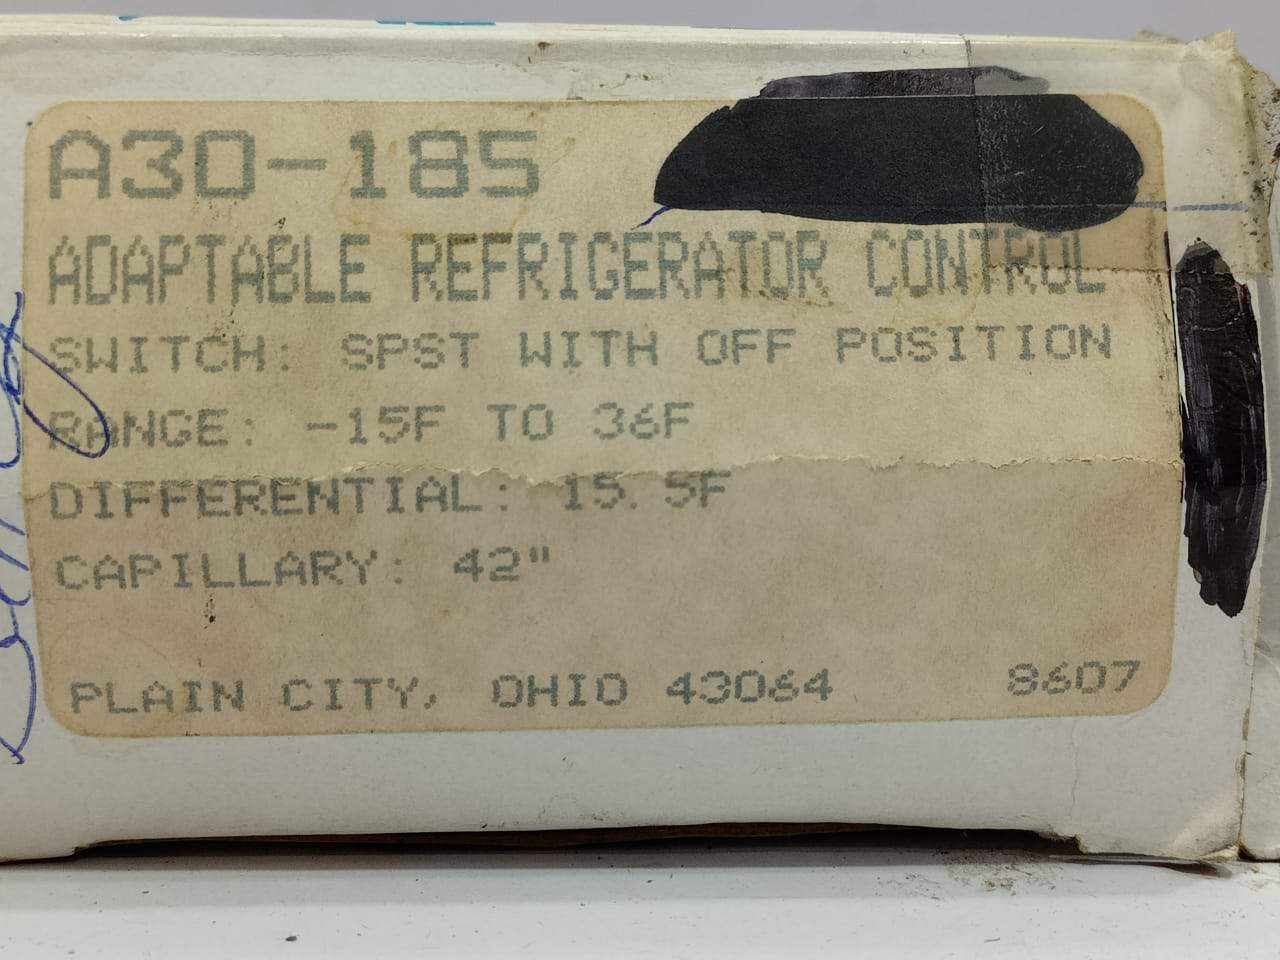 A30-185
ADAPTABLE REFRIGERATOR CONTROL
SWITCH: SPST WITH OFF POSITION
RANGE: -15F TO 36F
DIFFERENTIAL: 15.5F
CAPILLARY: 42"
PLAIN CITY, OHIO 43064 8607